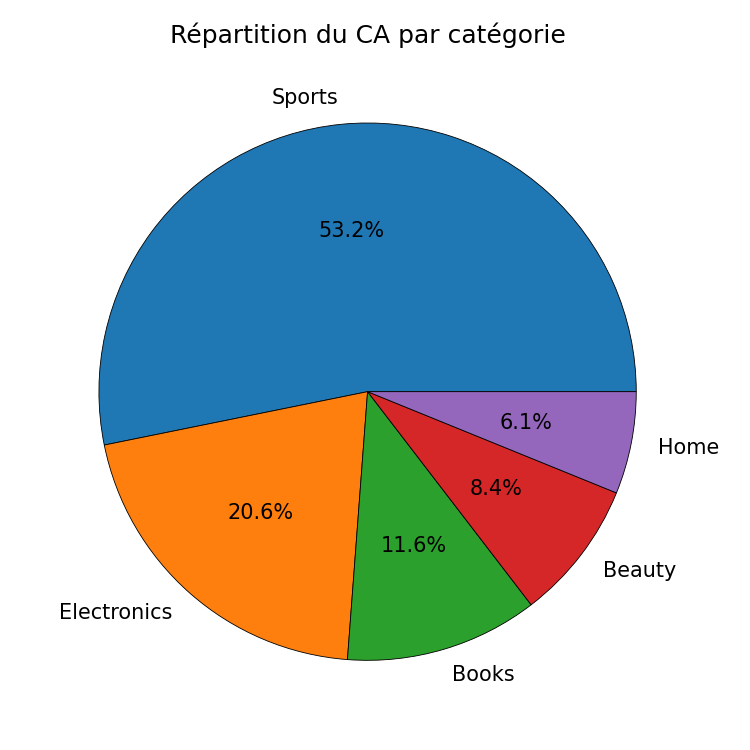 Répartition du CA par catégorie
Sports
53.2%
6.1%
Home
8.4%
20.6%
11.6%
Beauty
Electronics
Books